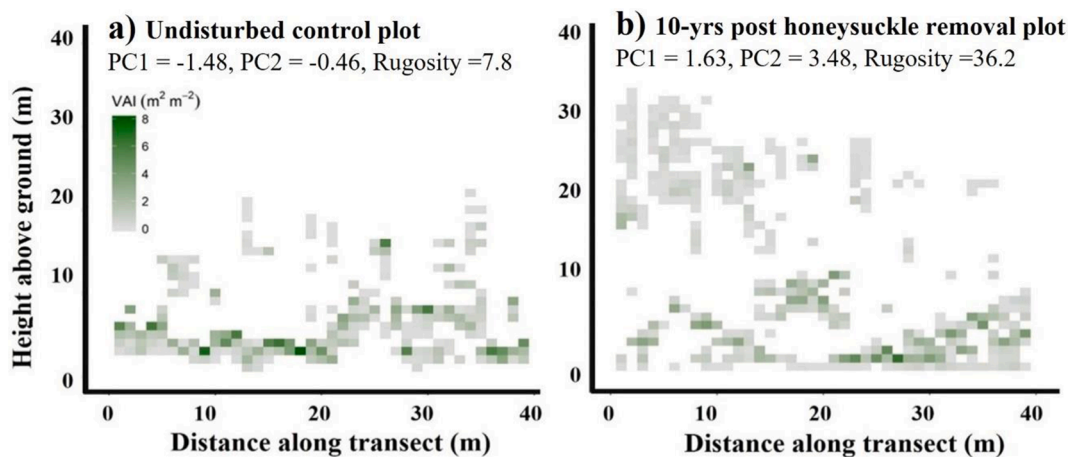 a) Undisturbed control plot
PC1 = -1.48, PC2 = -0.46, Rugosity =7.8
VAI (m² m⁻²)
8
6
4
2
0
40
30
20
10
0
Height above ground (m)
0 10 20 30 40
Distance along transect (m)
b) 10-yrs post honeysuckle removal plot
PC1 = 1.63, PC2 = 3.48, Rugosity =36.2
40
30
20
10
0
0 10 20 30 40
Distance along transect (m)